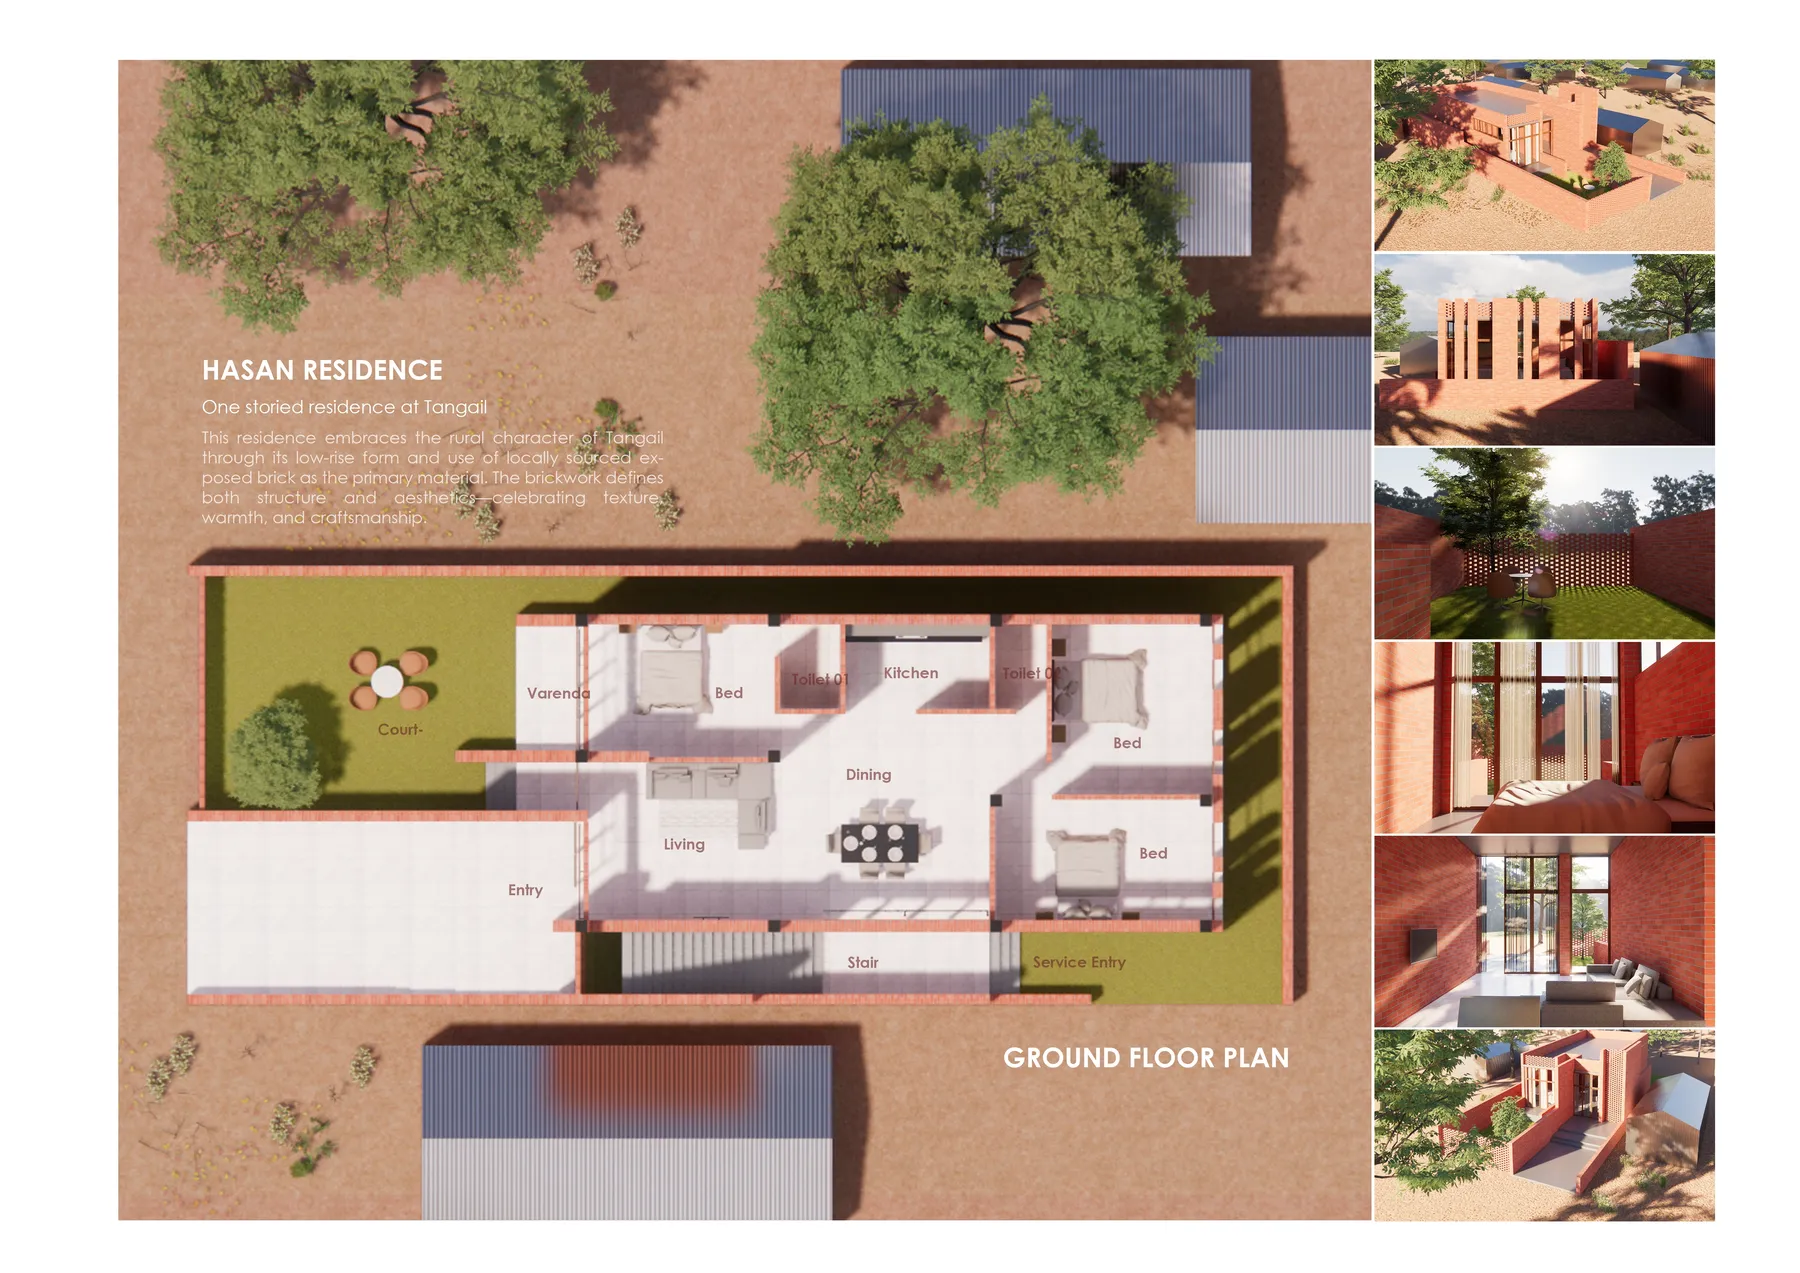 HASAN RESIDENCE
One storied residence at Tangail
This residence embraces the rural character of Tangail
through its low-rise form and use of locally sourced ex-
posed brick as the primary material. The brickwork defines
both structure and aesthetics—celebrating texture,
warmth, and craftsmanship.
Varenda
Bed
Toilet 01
Kitchen
Toilet 0
Court-
Bed
Dining
Living
Bed
Entry
Stair
Service Entry
GROUND FLOOR PLAN